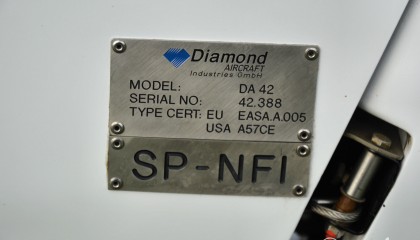 Diamond
AIRCRAFT
Industries GmbH
MODEL: DA 42
SERIAL NO: 42.388
TYPE CERT: EU EASA.A.005
USA A57CE
SP-NFI